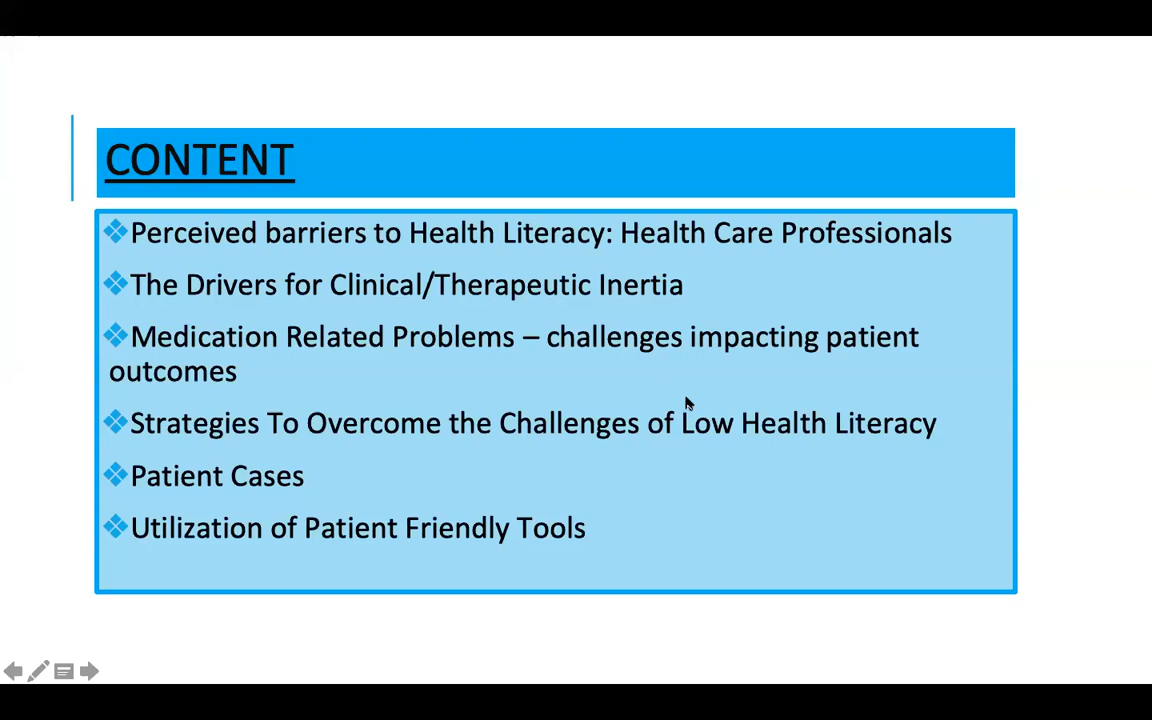 CONTENT
❖Perceived barriers to Health Literacy: Health Care Professionals
❖The Drivers for Clinical/Therapeutic Inertia
❖Medication Related Problems – challenges impacting patient
outcomes
❖Strategies To Overcome the Challenges of Low Health Literacy
❖Patient Cases
❖Utilization of Patient Friendly Tools